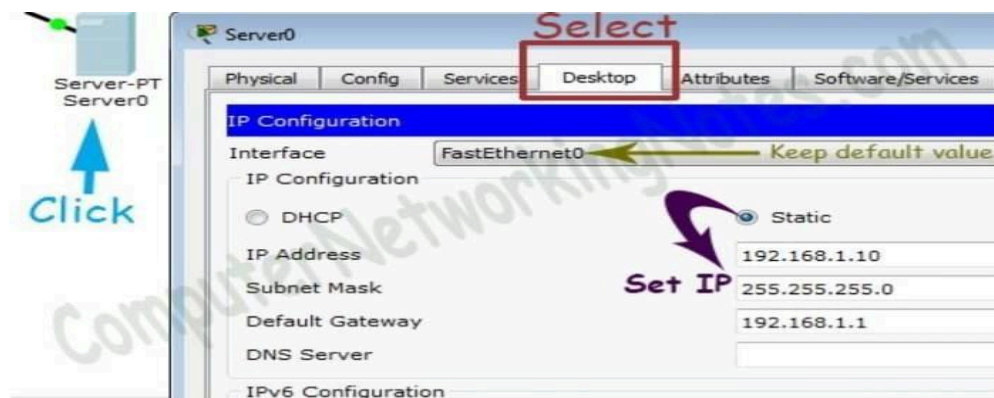 Select
Server0
Server-PT
Server0
Click
Physical Config Services Desktop Attributes Software/Services
IP Configuration
Interface FastEthernet0 Keep default value
IP Configuration
DHCP Static
IP Address 192.168.1.10
Set IP
Subnet Mask 255.255.255.0
Default Gateway 192.168.1.1
DNS Server
IPv6 Configuration
ComputerNetworkingNotes.com